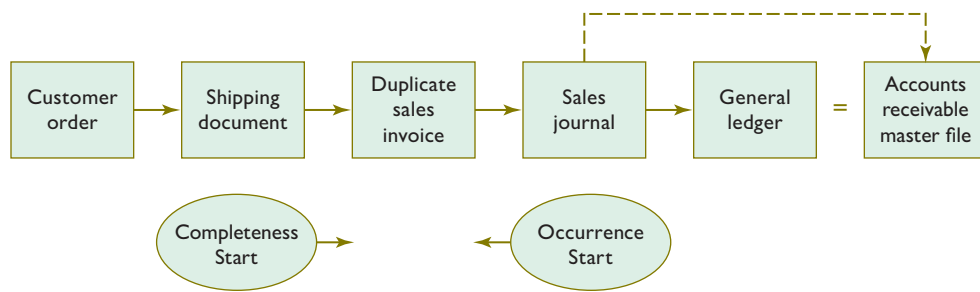 Customer
order
Shipping
document
Duplicate
sales
invoice
Sales
journal
General
ledger
=
Accounts
receivable
master file
Completeness
Start
Occurrence
Start